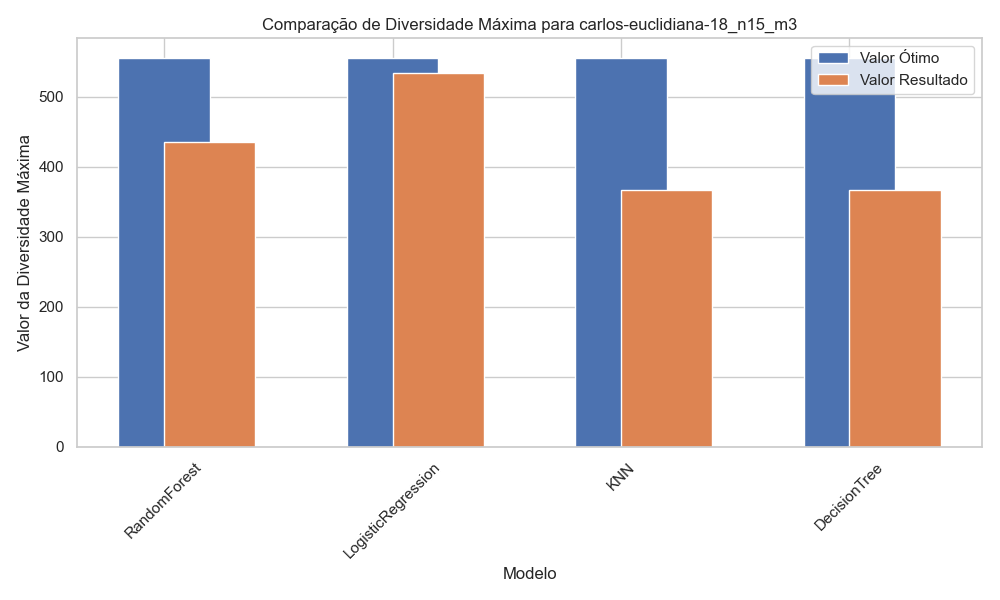 Comparação de Diversidade Máxima para carlos-euclidiana-18_n15_m3
Valor Ótimo
Valor Resultado
Valor da Diversidade Máxima
500
400
300
200
100
0
RandomForest
LogisticRegression
KNN
DecisionTree
Modelo